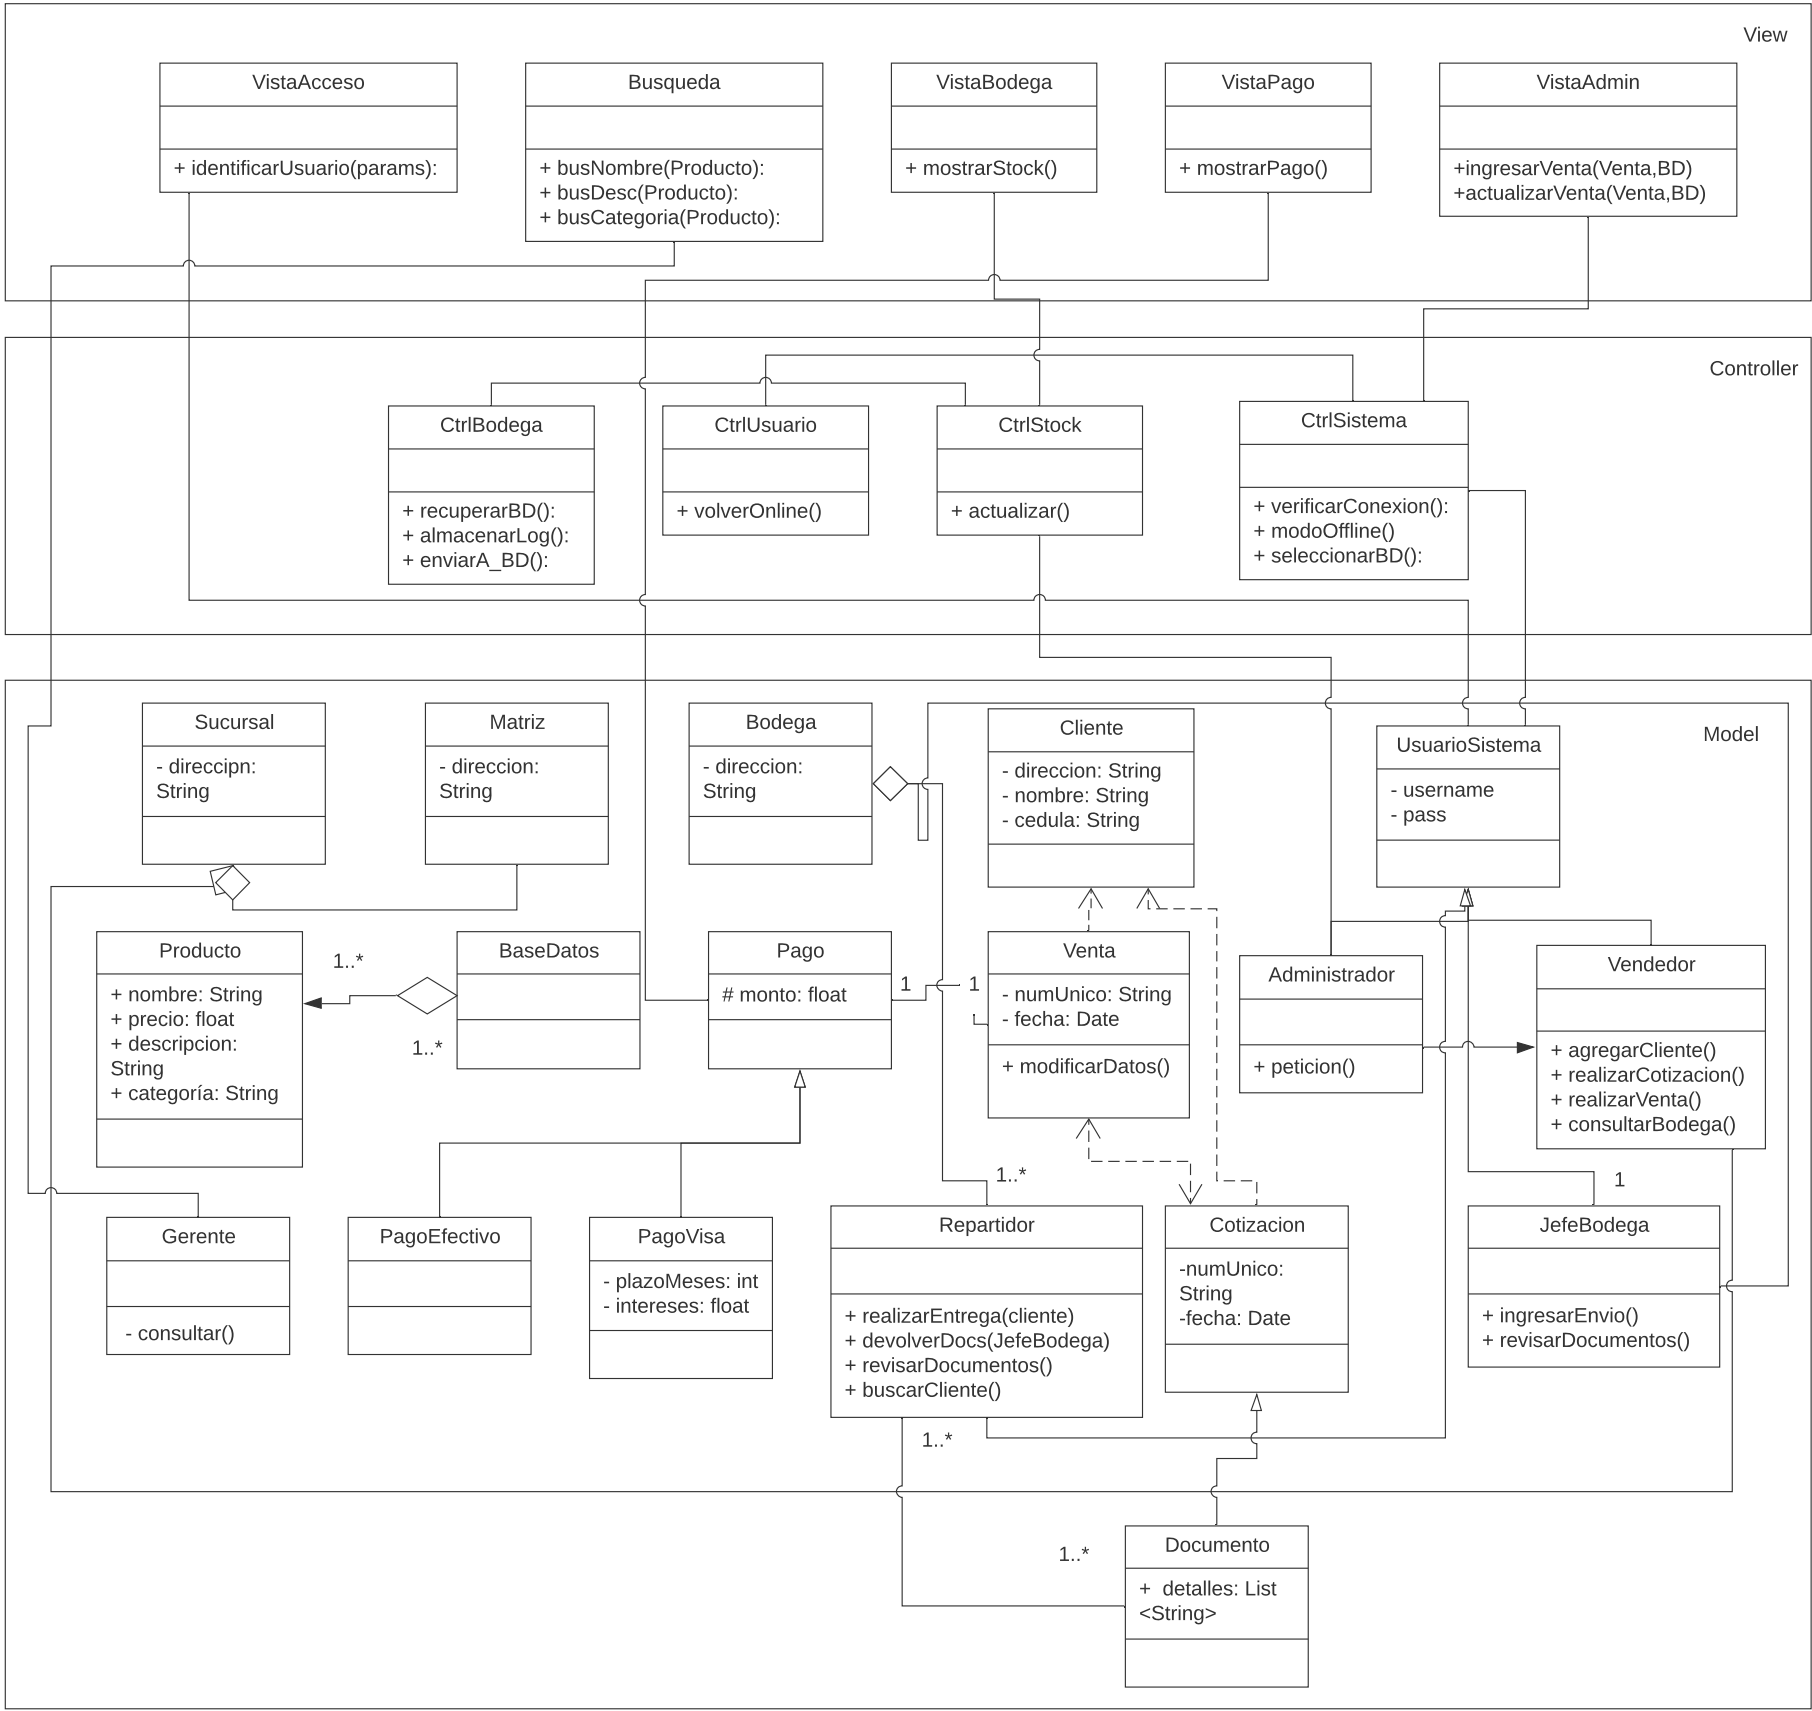 View
VistaAcceso
+ identificarUsuario(params):
Busqueda
+ busNombre(Producto):
+ busDesc(Producto):
+ busCategoria(Producto):
VistaBodega
+ mostrarStock()
VistaPago
+ mostrarPago()
VistaAdmin
+ingresarVenta(Venta,BD)
+actualizarVenta(Venta,BD)
Controller
CtrlBodega
+ recuperarBD():
+ almacenarLog():
+ enviarA_BD():
CtrlUsuario
+ volverOnline()
CtrlStock
+ actualizar()
CtrlSistema
+ verificarConexion():
+ modoOffline()
+ seleccionarBD():
Model
Sucursal
- direccipn:
String
Matriz
- direccion:
String
Bodega
- direccion:
String
Cliente
- direccion: String
- nombre: String
- cedula: String
UsuarioSistema
- username
- pass
Producto
+ nombre: String
+ precio: float
+ descripcion:
String
+ categoría: String
1..*
1..*
BaseDatos
Pago
# monto: float
1
1
Venta
- numUnico: String
- fecha: Date
+ modificarDatos()
Administrador
+ peticion()
Vendedor
+ agregarCliente()
+ realizarCotizacion()
+ realizarVenta()
+ consultarBodega()
1..*
1
Gerente
- consultar()
PagoEfectivo
PagoVisa
- plazoMeses: int
- intereses: float
Repartidor
+ realizarEntrega(cliente)
+ devolverDocs(JefeBodega)
+ revisarDocumentos()
+ buscarCliente()
Cotizacion
-numUnico:
String
-fecha: Date
JefeBodega
+ ingresarEnvio()
+ revisarDocumentos()
1..*
1..*
Documento
+  detalles: List
<String>